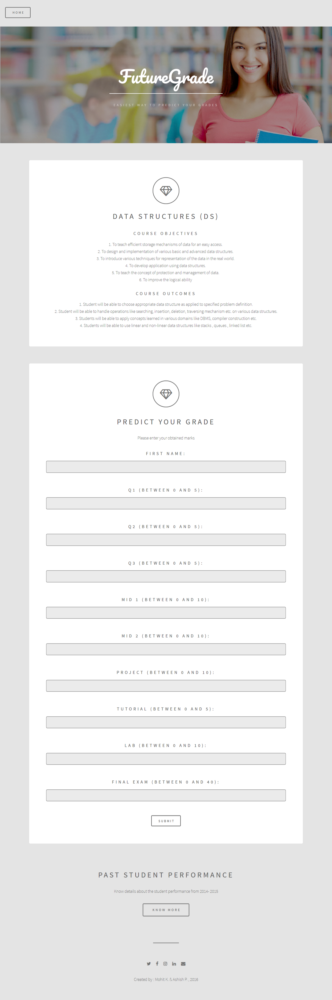 HOME
FutureGrade
EASIEST WAY TO PREDICT YOUR GRADES
DATA STRUCTURES (DS)
COURSE OBJECTIVES
1. To teach efficient storage mechanisms of data for an easy access.
2. To design and implementation of various basic and advanced data structures.
3. To introduce various techniques for representation of the data in the real world.
4. To develop application using data structures.
5. To teach the concept of protection and management of data.
6. To improve the logical ability
COURSE OUTCOMES
1. Student will be able to choose appropriate data structure as applied to specified problem definition.
2. Student will be able to handle operations like searching, insertion, deletion, traversing mechanism etc. on various data structures.
3. Students will be able to apply concepts learned in various domains like DBMS, compiler construction etc.
4. Students will be able to use linear and non-linear data structures like stacks , queues , linked list etc.
PREDICT YOUR GRADE
Please enter your obtained marks
FIRST NAME:
Q1 (BETWEEN 0 AND 5):
Q2 (BETWEEN 0 AND 5):
Q3 (BETWEEN 0 AND 5):
MID 1 (BETWEEN 0 AND 10):
MID 2 (BETWEEN 0 AND 10):
PROJECT (BETWEEN 0 AND 10):
TUTORIAL (BETWEEN 0 AND 5):
LAB (BETWEEN 0 AND 10):
FINAL EXAM (BETWEEN 0 AND 40):
SUBMIT
PAST STUDENT PERFORMANCE
Know details about the student performance from 2014- 2015
KNOW MORE
Created by : Mohit K. & Ashish P. , 2016